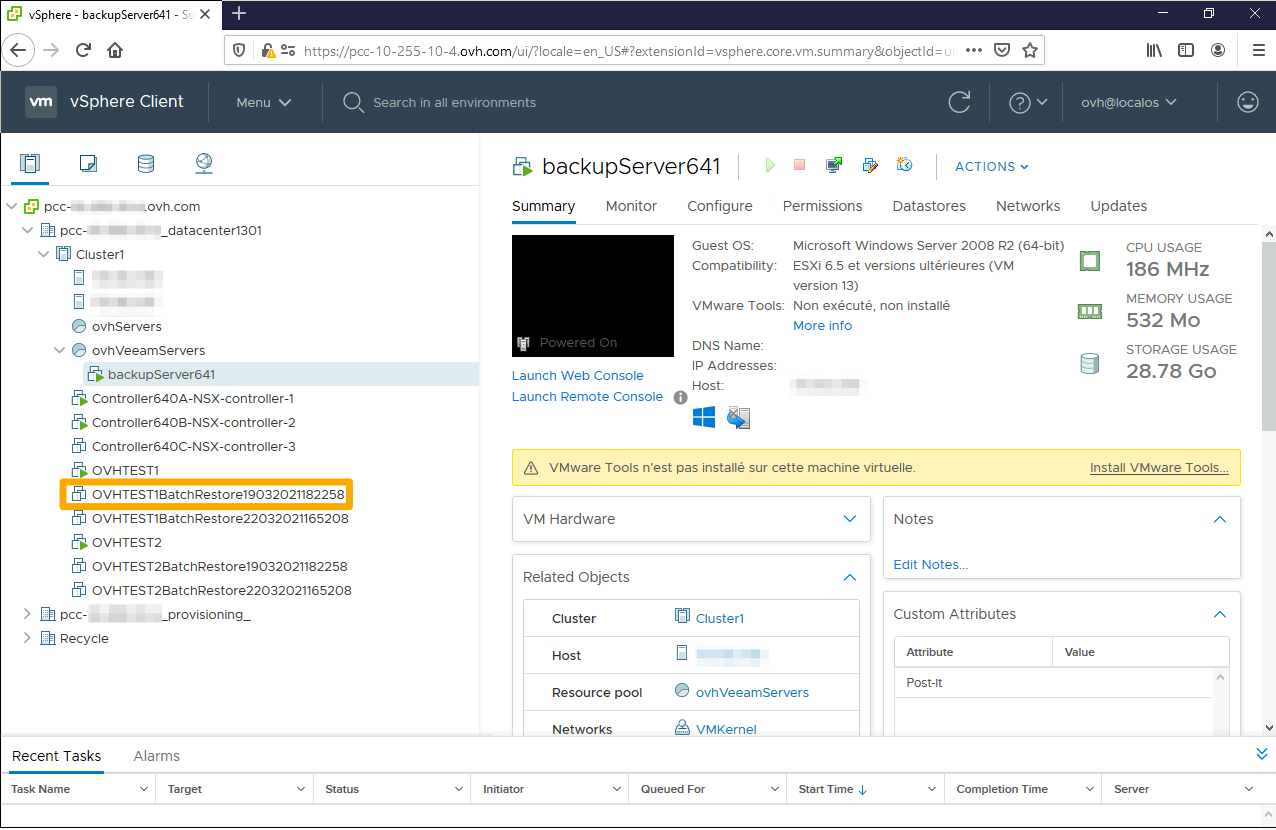 vSphere - backupServer641 - Su
https://pcc-10-255-10-4.ovh.com/ui/?locale=en_US#?extensionId=vsphere.core.vm.summary&objectId=u
vm vSphere Client Menu Search in all environments ovh@localos
pcc- .ovh.com
pcc- _datacenter1301
Cluster1
ovhServers
ovhVeeamServers
backupServer641
Controller640A-NSX-controller-1
Controller640B-NSX-controller-2
Controller640C-NSX-controller-3
OVHTEST1
OVHTEST1BatchRestore19032021182258
OVHTEST1BatchRestore22032021165208
OVHTEST2
OVHTEST2BatchRestore19032021182258
OVHTEST2BatchRestore22032021165208
pcc- _provisioning_
Recycle
backupServer641 ACTIONS
Summary Monitor Configure Permissions Datastores Networks Updates
Powered On
Launch Web Console
Launch Remote Console
Guest OS: Microsoft Windows Server 2008 R2 (64-bit)
Compatibility: ESXi 6.5 et versions ultérieures (VM
version 13)
VMware Tools: Non exécuté, non installé
More info
DNS Name:
IP Addresses:
Host:
CPU USAGE
186 MHz
MEMORY USAGE
532 Mo
STORAGE USAGE
28.78 Go
VMware Tools n'est pas installé sur cette machine virtuelle. Install VMware Tools...
VM Hardware
Related Objects
Cluster Cluster1
Host
Resource pool ovhVeeamServers
Networks VMKernel
Notes
Edit Notes...
Custom Attributes
Attribute Value
Post-It
Recent Tasks Alarms
Task Name Target Status Initiator Queued For Start Time Completion Time Server